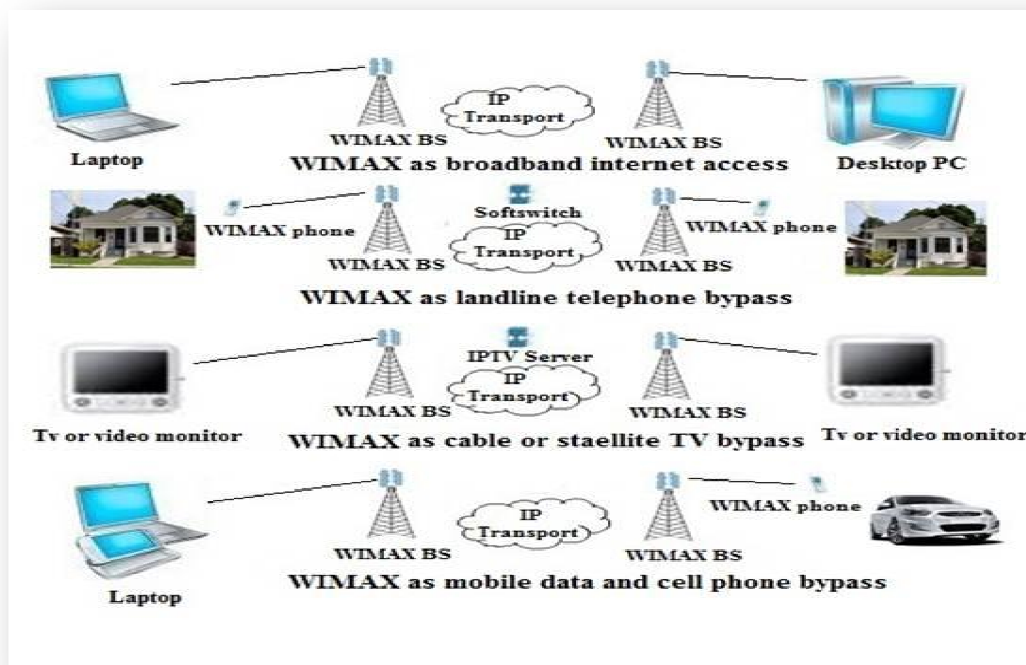 IP
Transport
WIMAX BS
WIMAX BS
Laptop
WIMAX as broadband internet access
Desktop PC
Softswitch
WIMAX phone
IP
Transport
WIMAX phone
WIMAX BS
WIMAX BS
WIMAX as landline telephone bypass
IPTV Server
IP
Transport
WIMAX BS
WIMAX BS
Tv or video monitor
WIMAX as cable or staellite TV bypass
Tv or video monitor
IP
Transport
WIMAX phone
WIMAX BS
WIMAX BS
WIMAX as mobile data and cell phone bypass
Laptop